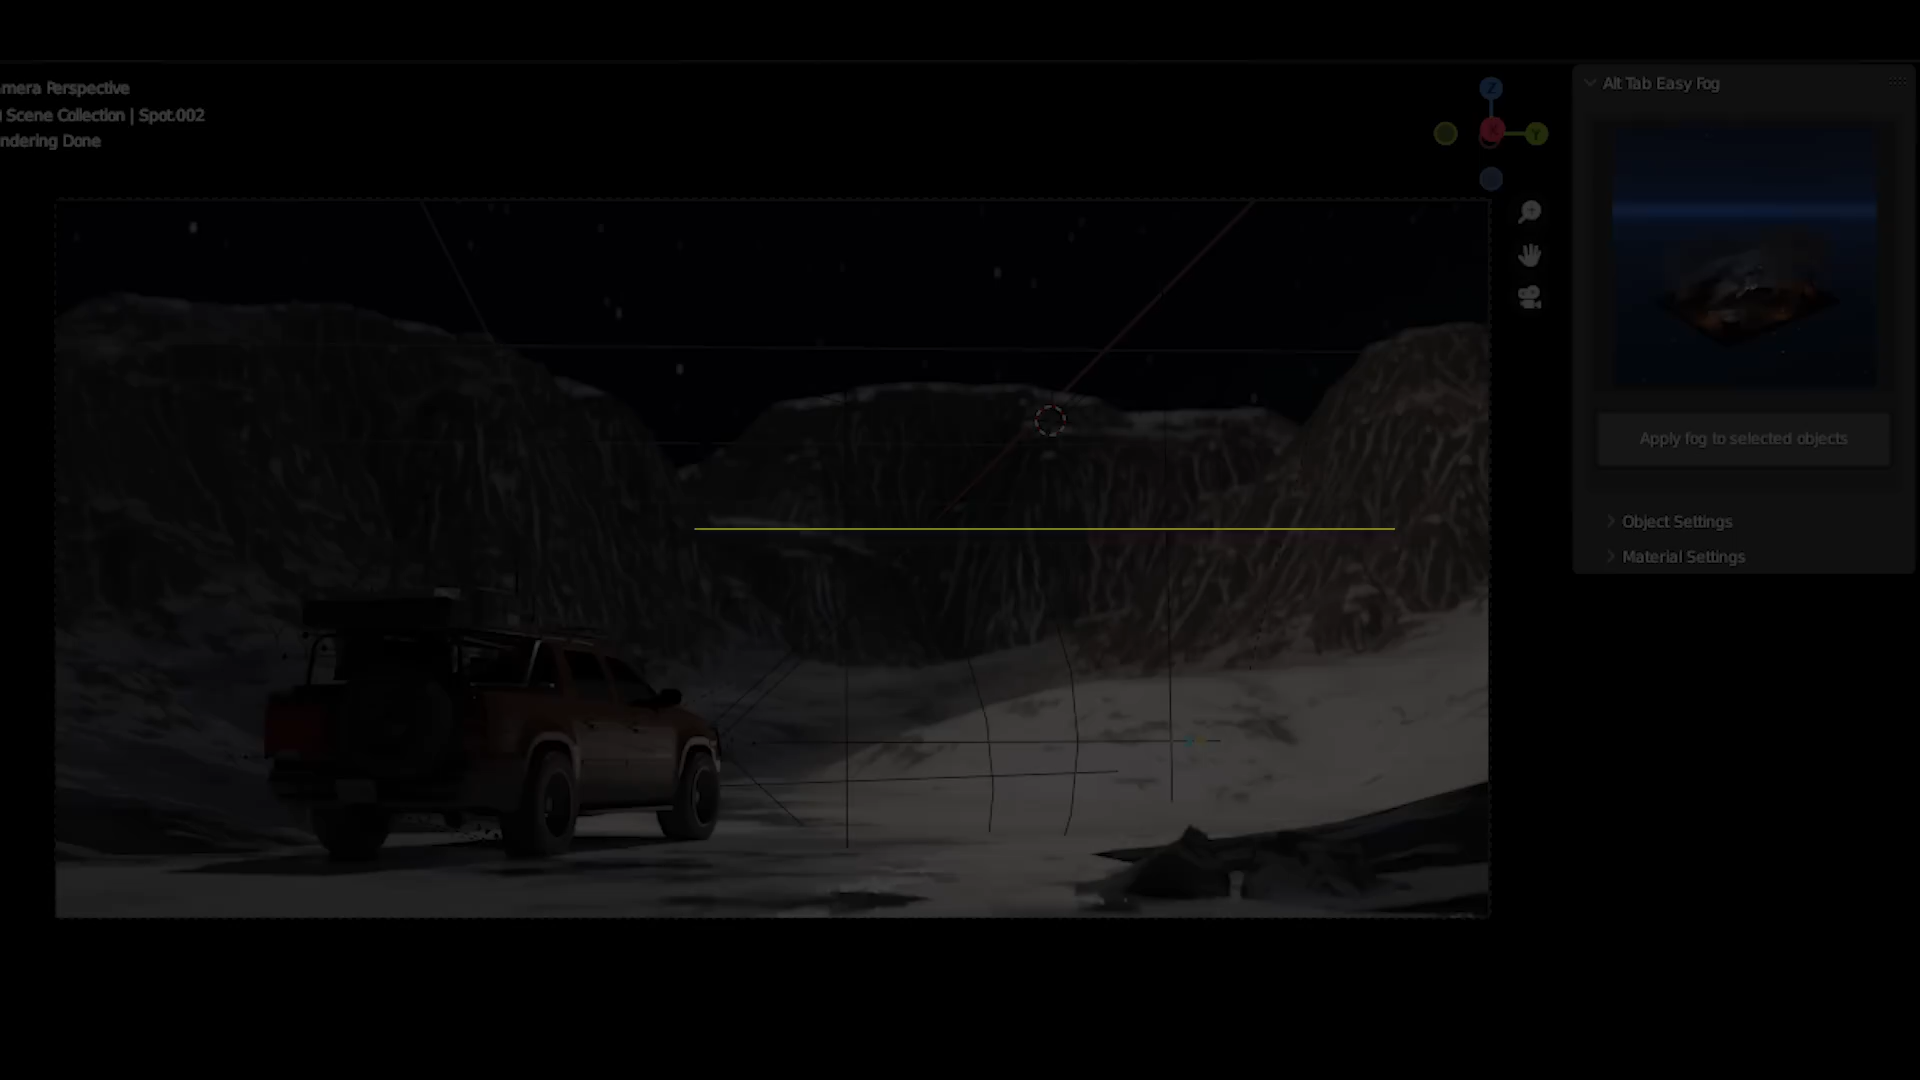 mera Perspective
Scene Collection | Spot.002
ndering Done
Z
X
Y
Alt Tab Easy Fog
Apply fog to selected objects
Object Settings
Material Settings